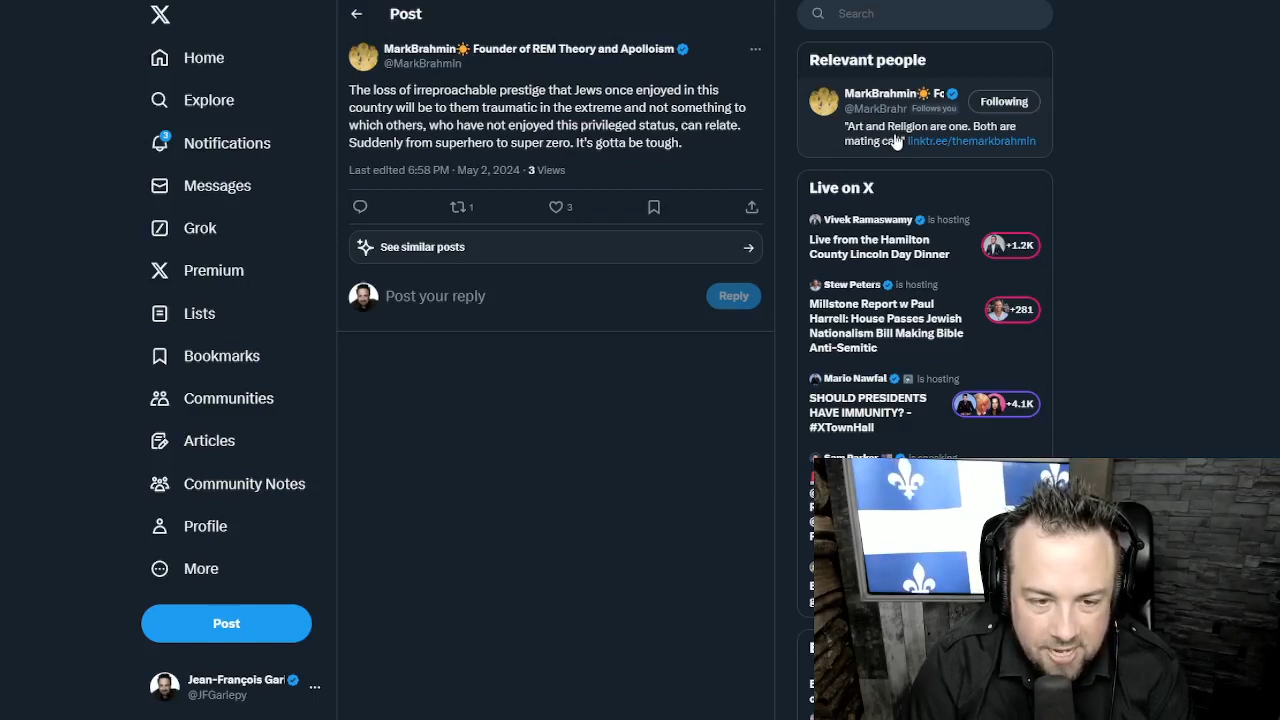 Home
Explore
3
Notifications
Messages
Grok
Premium
Lists
Bookmarks
Communities
Articles
Community Notes
Profile
More
Post
Jean-François Gari
@JFGariepy
Post
MarkBrahmin☀️ Founder of REM Theory and Apolloism
@MarkBrahmin
The loss of irreproachable prestige that Jews once enjoyed in this
country will be to them traumatic in the extreme and not something to
which others, who have not enjoyed this privileged status, can relate.
Suddenly from superhero to super zero. It's gotta be tough.
Last edited 6:58 PM · May 2, 2024 · 3 Views
1
3
See similar posts
Post your reply
Reply
Search
Relevant people
MarkBrahmin☀️ Fo
@MarkBrahr Follows you
Following
"Art and Religion are one. Both are
mating linktr.ee/themarkbrahmin
Live on X
Vivek Ramaswamy is hosting
Live from the Hamilton
County Lincoln Day Dinner
+1.2K
Stew Peters is hosting
Millstone Report w Paul
Harrell: House Passes Jewish
Nationalism Bill Making Bible
Anti-Semitic
+281
Mario Nawfal is hosting
SHOULD PRESIDENTS
HAVE IMMUNITY? -
#XTownHall
+4.1K